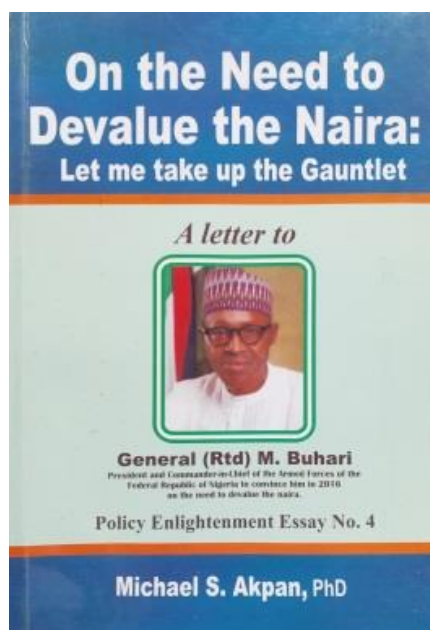 On the Need to
Devalue the Naira:
Let me take up the Gauntlet
A letter to
General (Rtd) M. Buhari
President and Commander-in-Chief of the Armed Forces of the
Federal Republic of Nigeria to convince him in 2016
on the need to devalue the naira.
Policy Enlightenment Essay No. 4
Michael S. Akpan, PhD